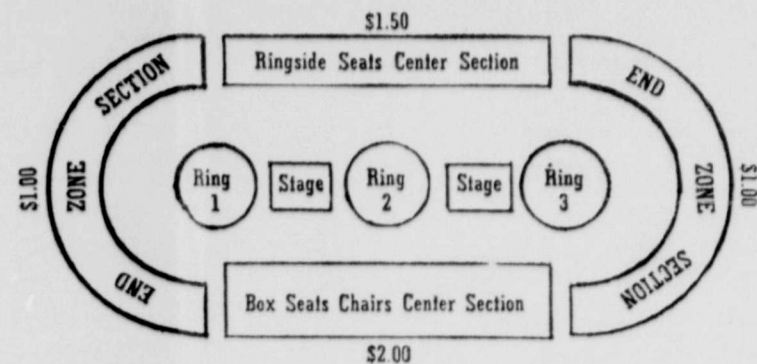 $1.50
Ringside Seats Center Section
SECTION
ZONE
END
$1.00
END
ZONE
SECTION
$1.00
Ring
1
Stage
Ring
2
Stage
Ring
3
Box Seats Chairs Center Section
$2.00